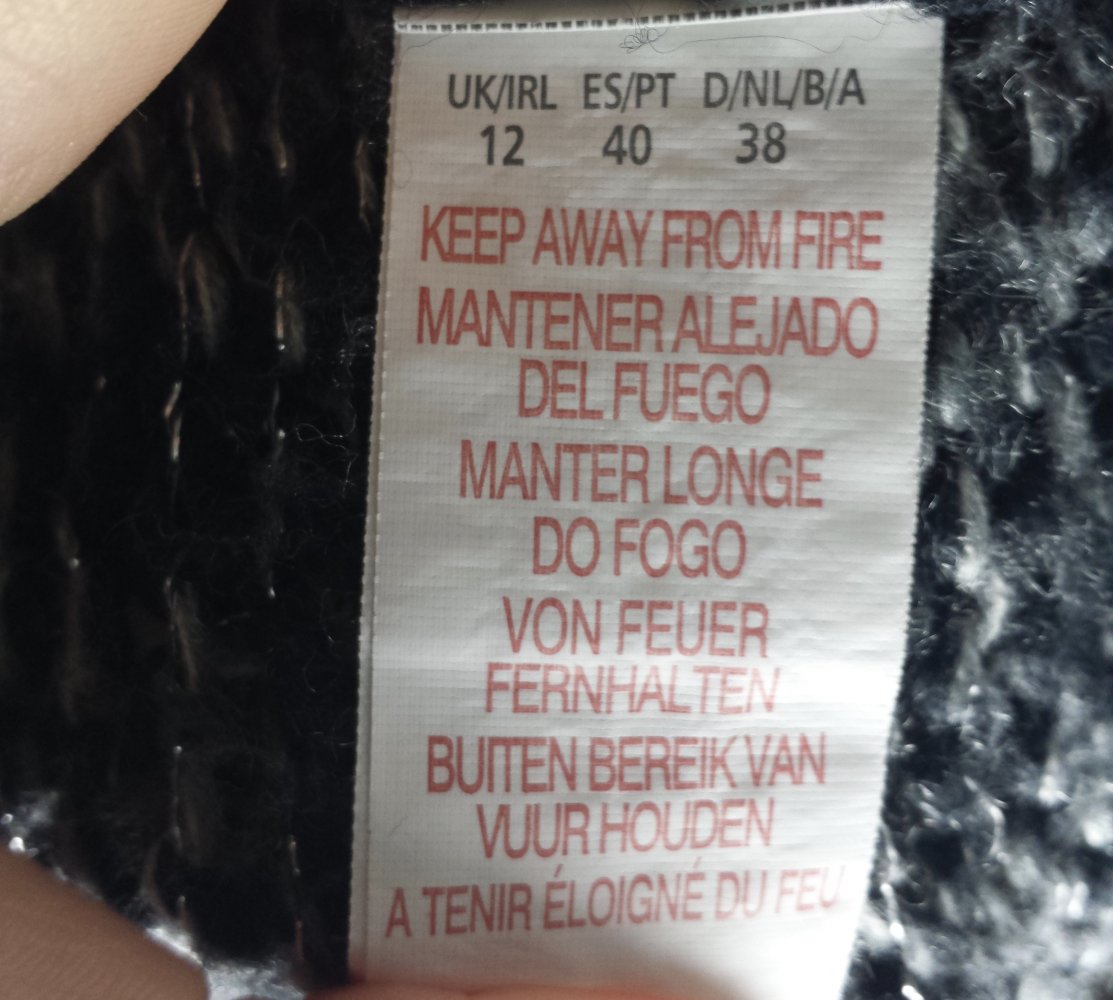 UK/IRL ES/PT D/NL/B/A
12 40 38
KEEP AWAY FROM FIRE
MANTENER ALEJADO
DEL FUEGO
MANTER LONGE
DO FOGO
VON FEUER
FERNHALTEN
BUITEN BEREIK VAN
VUUR HOUDEN
A TENIR ÉLOIGNÉ DU FEU